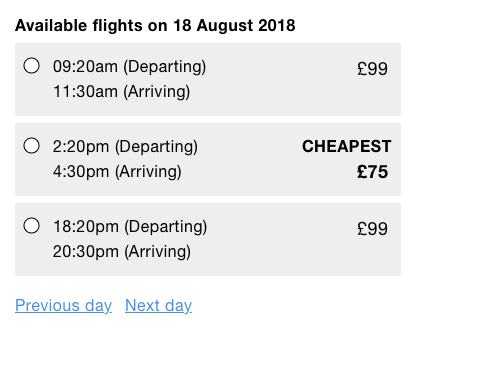 Available flights on 18 August 2018
09:20am (Departing) £99
11:30am (Arriving)
2:20pm (Departing) CHEAPEST
4:30pm (Arriving) £75
18:20pm (Departing) £99
20:30pm (Arriving)
Previous day Next day